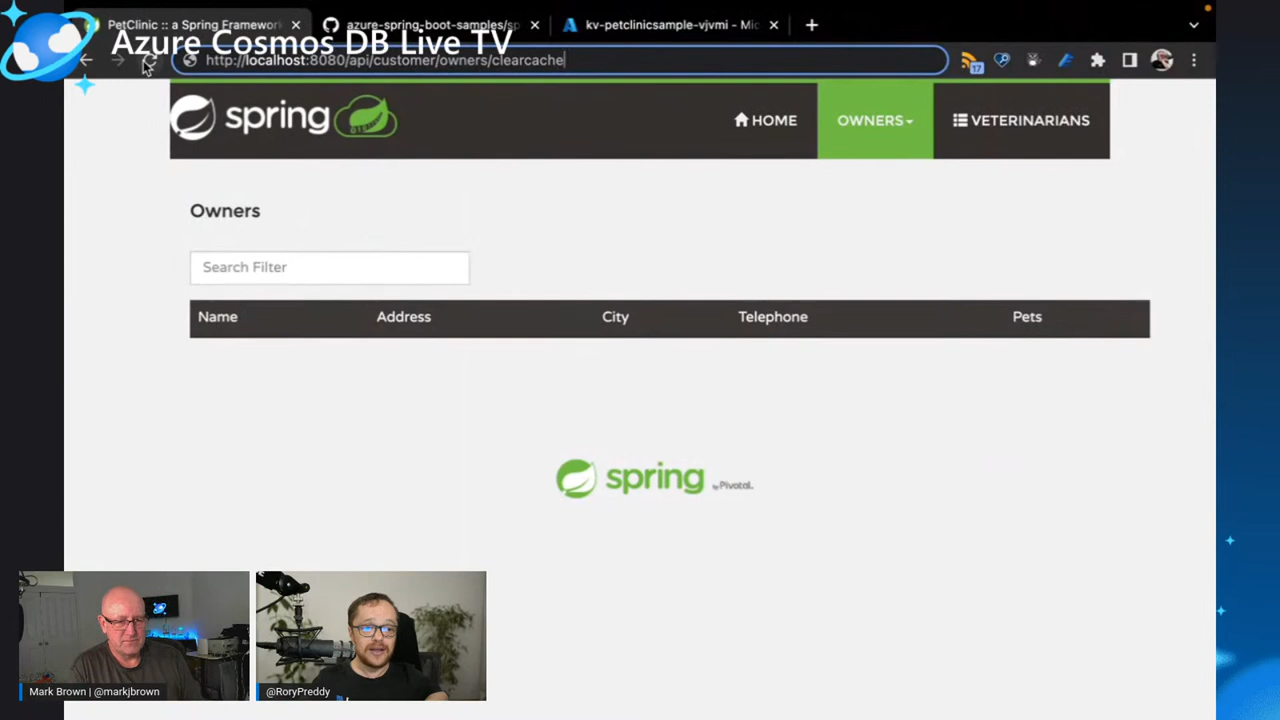 PetClinic :: a Spring Framework
azure-spring-boot-samples/sp
kv-petclinicsample-vjvmi - Mic
Azure Cosmos DB Live TV
http://localhost:8080/api/customer/owners/clearcache
17
spring
HOME
OWNERS
VETERINARIANS
Owners
Search Filter
Name Address City Telephone Pets
spring by Pivotal.
Mark Brown | @markjbrown
@RoryPreddy